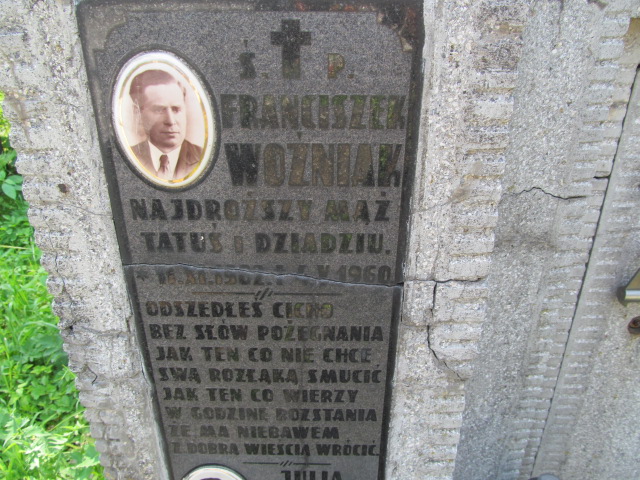 Ś. P.
FRANCISZEK
WOŹNIAK
NAJDROŻSZY MĄŻ
TATUŚ I DZIADZIU.
V. 1960
ODSZEDŁEŚ CICHO
BEZ SŁÓW POŻEGNANIA
JAK TEN CO NIE CHCE
SWĄ ROZŁĄKĄ SMUCIĆ
JAK TEN CO WIERZY
W GODZINĘ ROZSTANIA
ŻE MA NIEBAWEM
Z DOBRĄ WIEŚCIĄ WRÓCIĆ.
JULIA